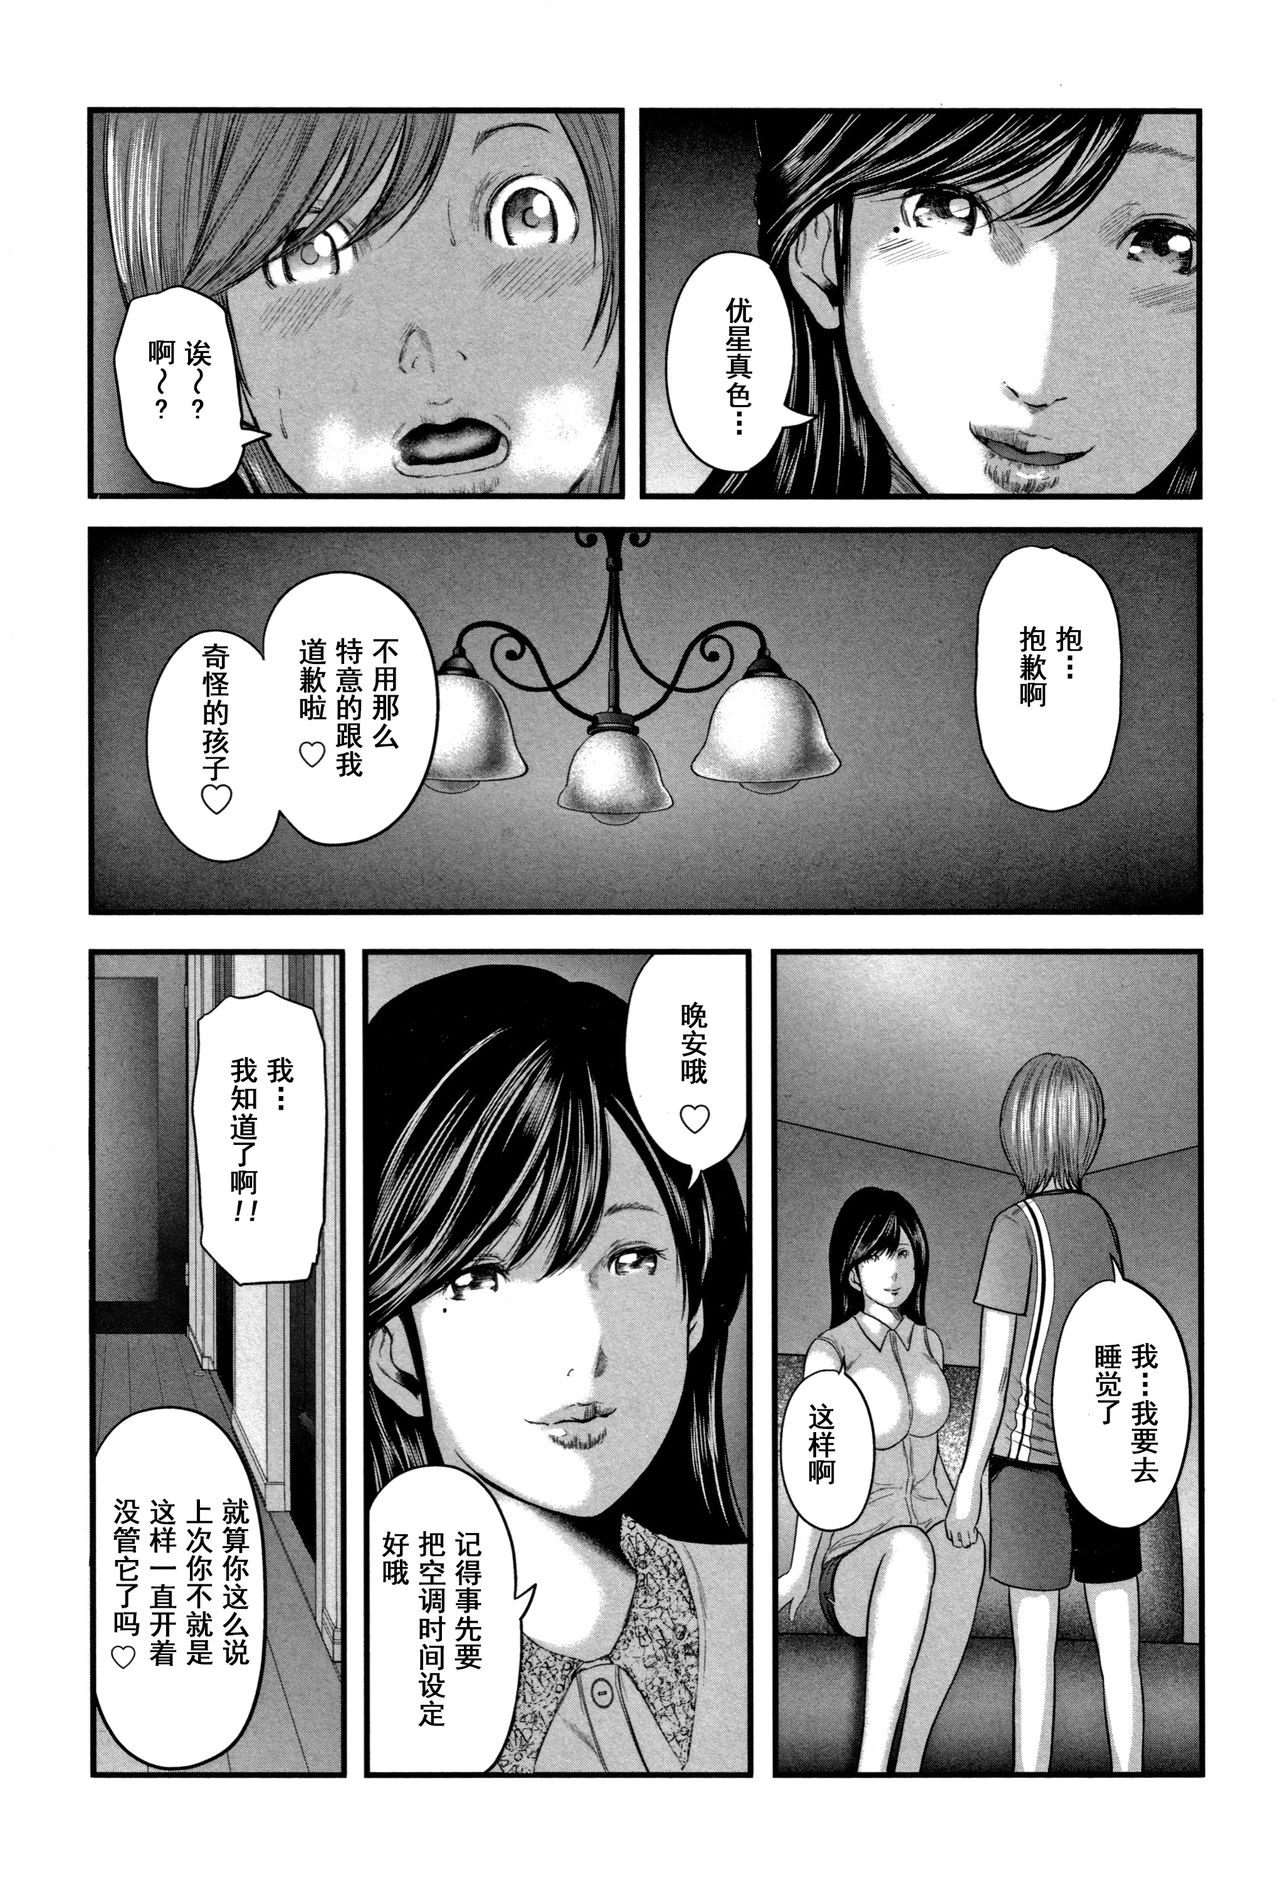 优星真色…
诶～?
啊～?
抱…
抱歉啊
不用那么
特意的跟我
道歉啦♡
奇怪的孩子♡
我…我要去
睡觉了
这样啊
晚安哦♡
记得事先要
把空调时间设定
好哦
我…
我知道了啊!!
就算你这么说
上次你不就是
这样一直开着
没管它了吗♡